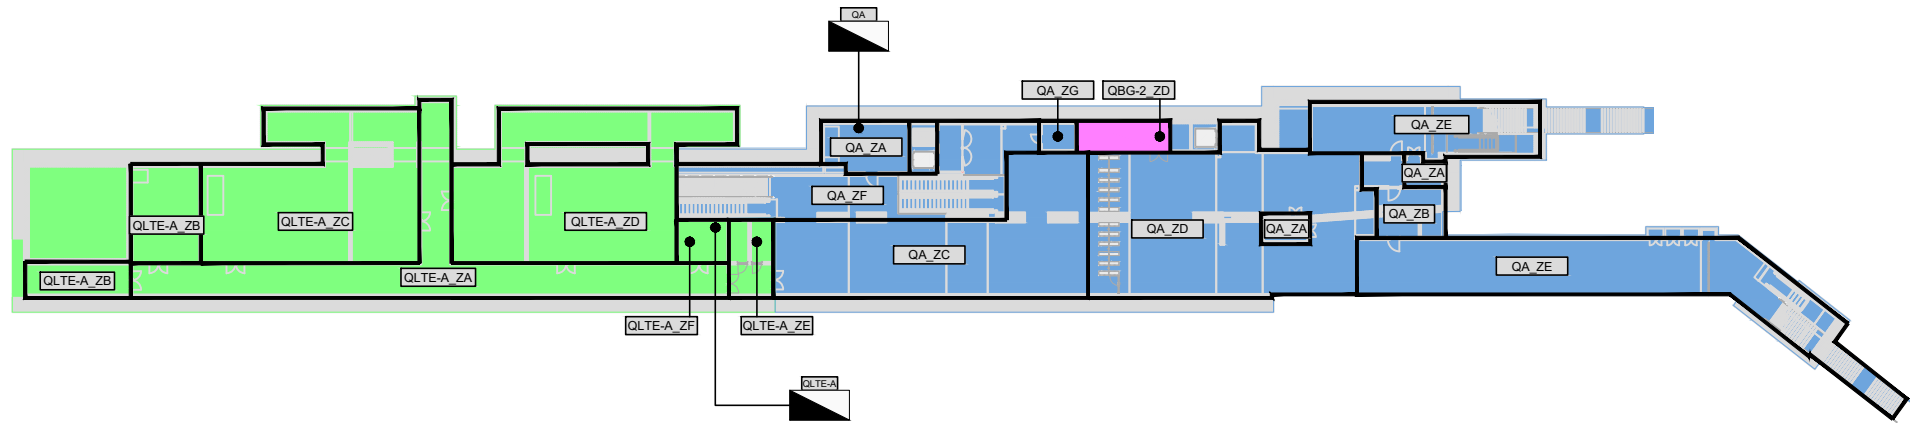 QA
QA_ZG
QBG-2_ZD
QA_ZE
QA_ZA
QA_ZA
QA_ZF
QA_ZB
QLTE-A_ZB
QLTE-A_ZC
QLTE-A_ZD
QA_ZD
QA_ZA
QA_ZC
QA_ZE
QLTE-A_ZB
QLTE-A_ZA
QLTE-A_ZF
QLTE-A_ZE
QLTE-A